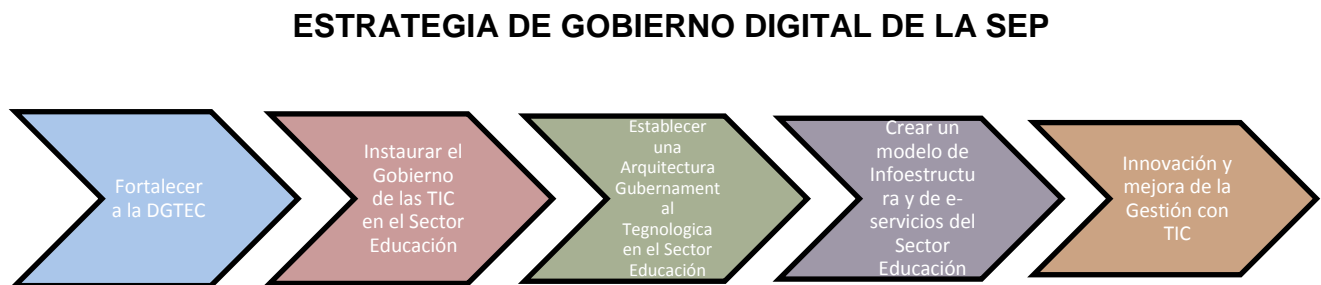 ESTRATEGIA DE GOBIERNO DIGITAL DE LA SEP
Fortalecer
a la DGTEC
Instaurar el
Gobierno
de las TIC
en el Sector
Educación
Establecer
una
Arquitectura
Gubernament
al
Tegnologica
en el Sector
Educación
Crear un
modelo de
Infoestructu
ra y de e-
servicios del
Sector
Educación
Innovación y
mejora de la
Gestión con
TIC